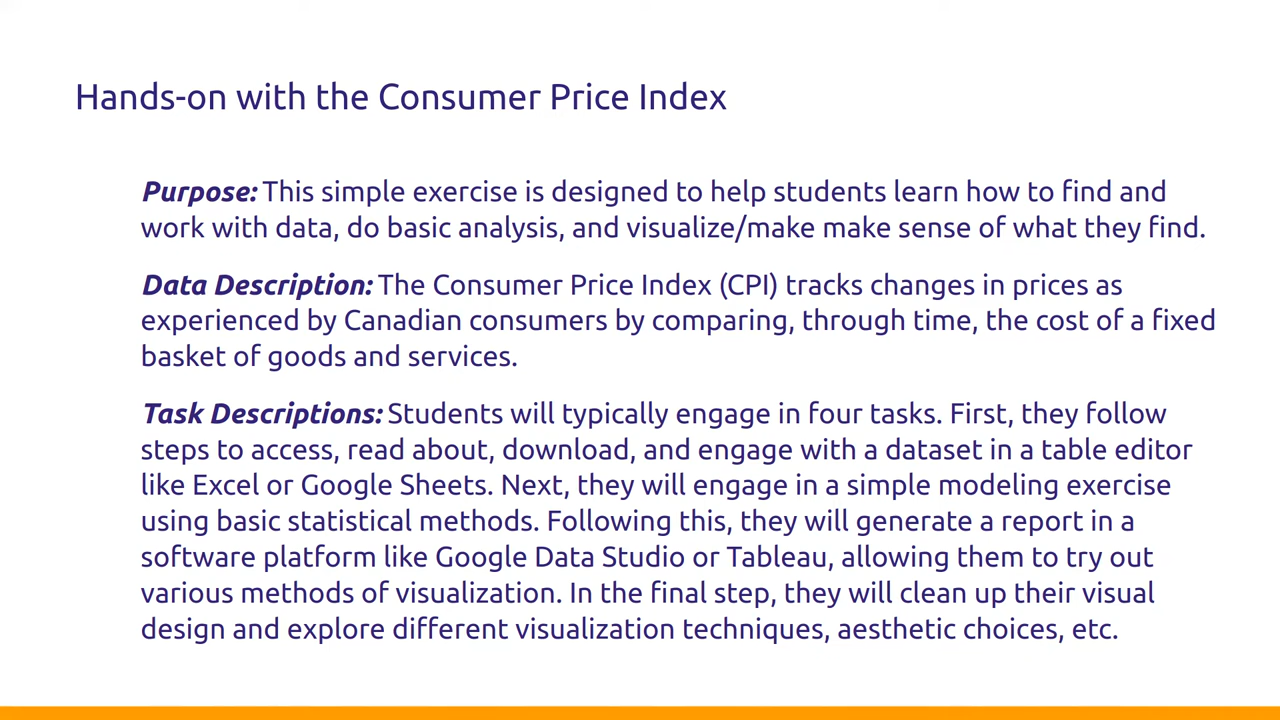 Hands-on with the Consumer Price Index
Purpose: This simple exercise is designed to help students learn how to find and
work with data, do basic analysis, and visualize/make make sense of what they find.
Data Description: The Consumer Price Index (CPI) tracks changes in prices as
experienced by Canadian consumers by comparing, through time, the cost of a fixed
basket of goods and services.
Task Descriptions: Students will typically engage in four tasks. First, they follow
steps to access, read about, download, and engage with a dataset in a table editor
like Excel or Google Sheets. Next, they will engage in a simple modeling exercise
using basic statistical methods. Following this, they will generate a report in a
software platform like Google Data Studio or Tableau, allowing them to try out
various methods of visualization. In the final step, they will clean up their visual
design and explore different visualization techniques, aesthetic choices, etc.